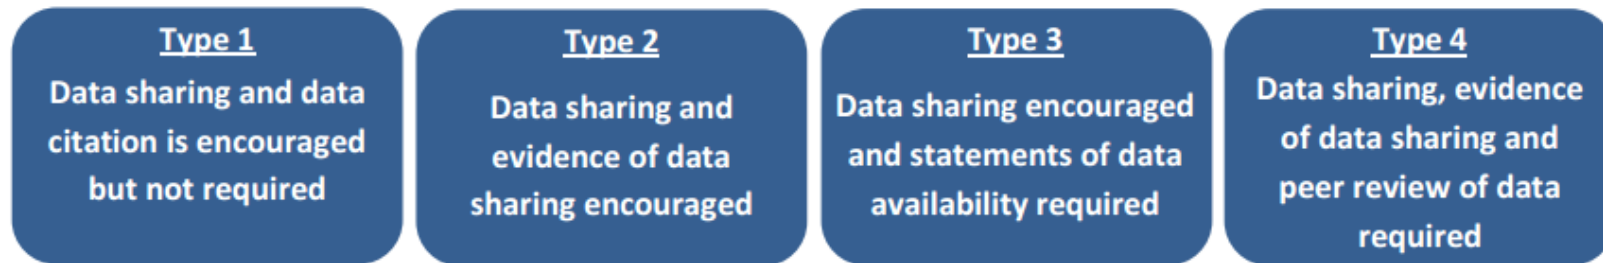 Type 1
Data sharing and data
citation is encouraged
but not required
Type 2
Data sharing and
evidence of data
sharing encouraged
Type 3
Data sharing encouraged
and statements of data
availability required
Type 4
Data sharing, evidence
of data sharing and
peer review of data
required